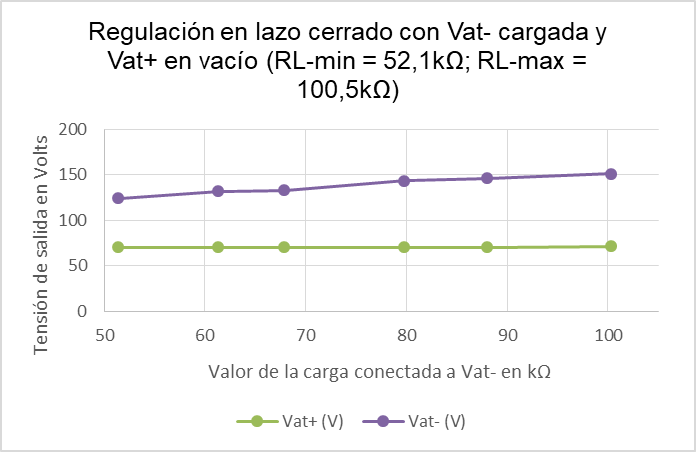 Regulación en lazo cerrado con Vat- cargada y
Vat+ en vacío (RL-min = 52,1kΩ; RL-max =
100,5kΩ)
200
150
100
50
0
Tensión de salida en Volts
50 60 70 80 90 100
Valor de la carga conectada a Vat- en kΩ
Vat+ (V) Vat- (V)